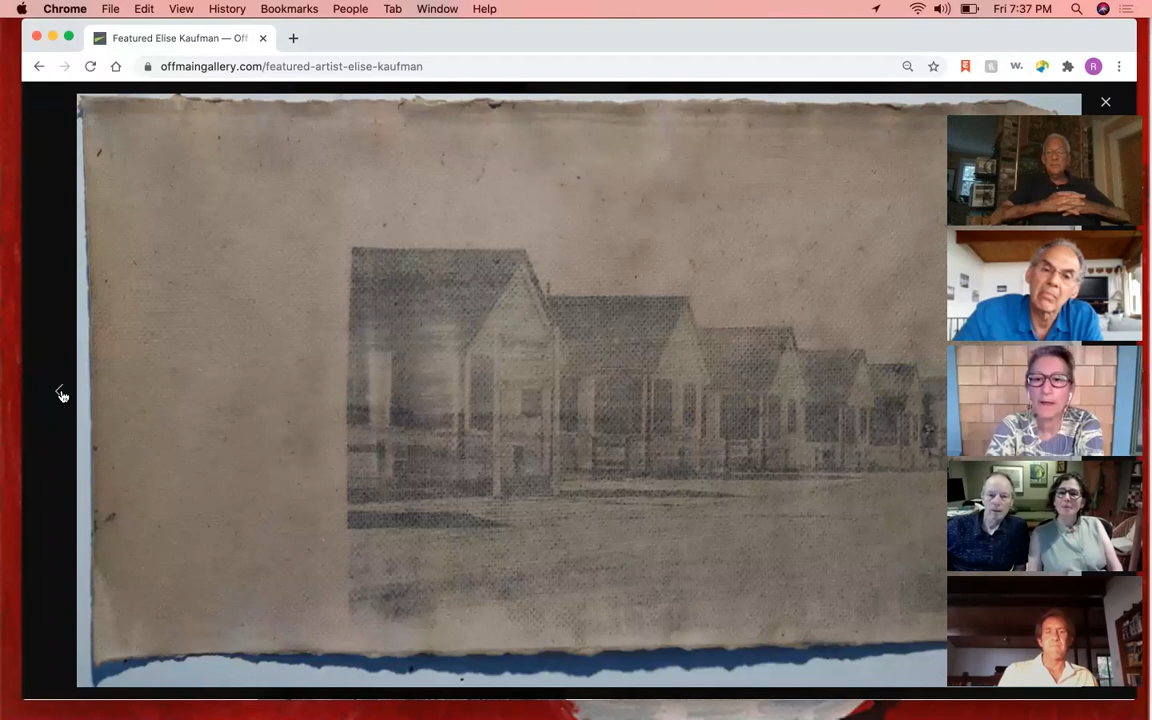 Chrome File Edit View History Bookmarks People Tab Window Help Fri 7:37 PM
Featured Elise Kaufman — Off
offmaingallery.com/featured-artist-elise-kaufman
W. R